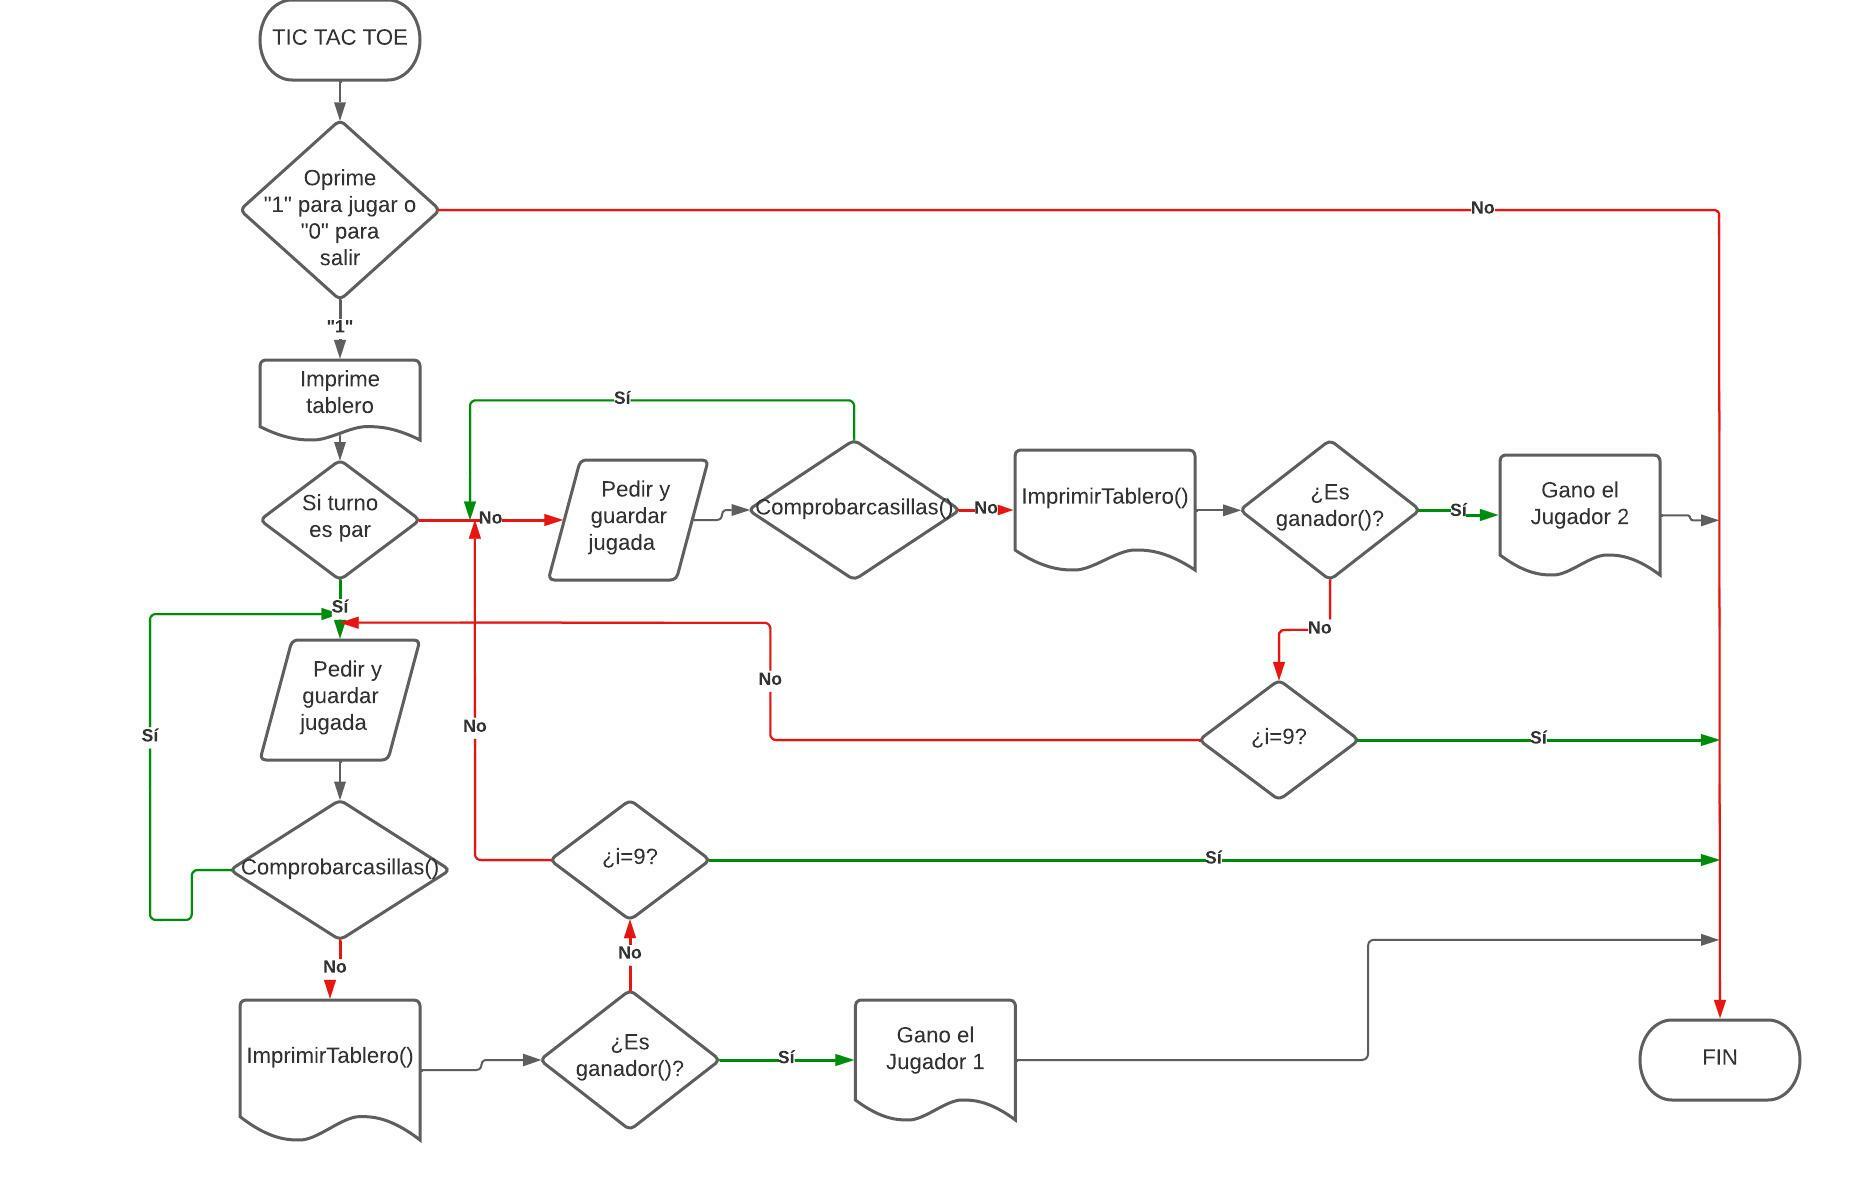 TIC TAC TOE
Oprime
"1" para jugar o
"0" para
salir
No
"1"
Imprime
tablero
Sí
Si turno
es par
No
Pedir y
guardar
jugada
Comprobarcasillas()
No
ImprimirTablero()
¿Es
ganador()?
Sí
Gano el
Jugador 2
Sí
No
No
Pedir y
guardar
jugada
Sí
No
¿i=9?
Sí
Comprobarcasillas()
¿i=9?
Sí
No
No
ImprimirTablero()
¿Es
ganador()?
Sí
Gano el
Jugador 1
FIN